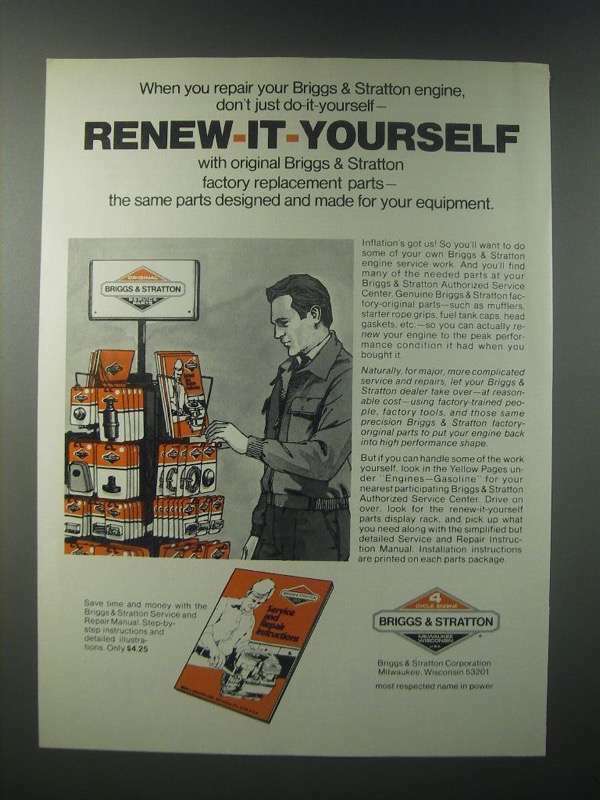 When you repair your Briggs & Stratton engine,
don't just do-it-yourself—
RENEW-IT-YOURSELF
with original Briggs & Stratton
factory replacement parts—
the same parts designed and made for your equipment.
ORIGINAL
BRIGGS & STRATTON
SERVICE
PARTS
Inflation's got us! So you'll want to do
some of your own Briggs & Stratton
engine service work. And you'll find
many of the needed parts at your
Briggs & Stratton Authorized Service
Center. Genuine Briggs & Stratton fac-
tory-original parts—such as mufflers,
starter rope grips, fuel tank caps, head
gaskets, etc.—so you can actually re-
new your engine to the peak perfor-
mance condition it had when you
bought it.
Naturally, for major, more complicated
service and repairs, let your Briggs &
Stratton dealer take over—at reason-
able cost—using factory-trained peo-
ple, factory tools, and those same
precision Briggs & Stratton factory-
original parts to put your engine back
into high performance shape.
But if you can handle some of the work
yourself, look in the Yellow Pages un-
der "Engines—Gasoline" for your
nearest participating Briggs & Stratton
Authorized Service Center. Drive on
over, look for the renew-it-yourself
parts display rack, and pick up what
you need along with the simplified but
detailed Service and Repair Instruc-
tion Manual. Installation instructions
are printed on each parts package.
Save time and money with the
Briggs & Stratton Service and
Repair Manual. Step-by-
step instructions and
detailed illustra-
tions. Only $4.25
BRIGGS & STRATTON
Service
and
Repair
Instructions
4
CYCLE ENGINE
BRIGGS & STRATTON
MILWAUKEE
WISCONSIN
U.S.A.
Briggs & Stratton Corporation
Milwaukee, Wisconsin 53201
most respected name in power